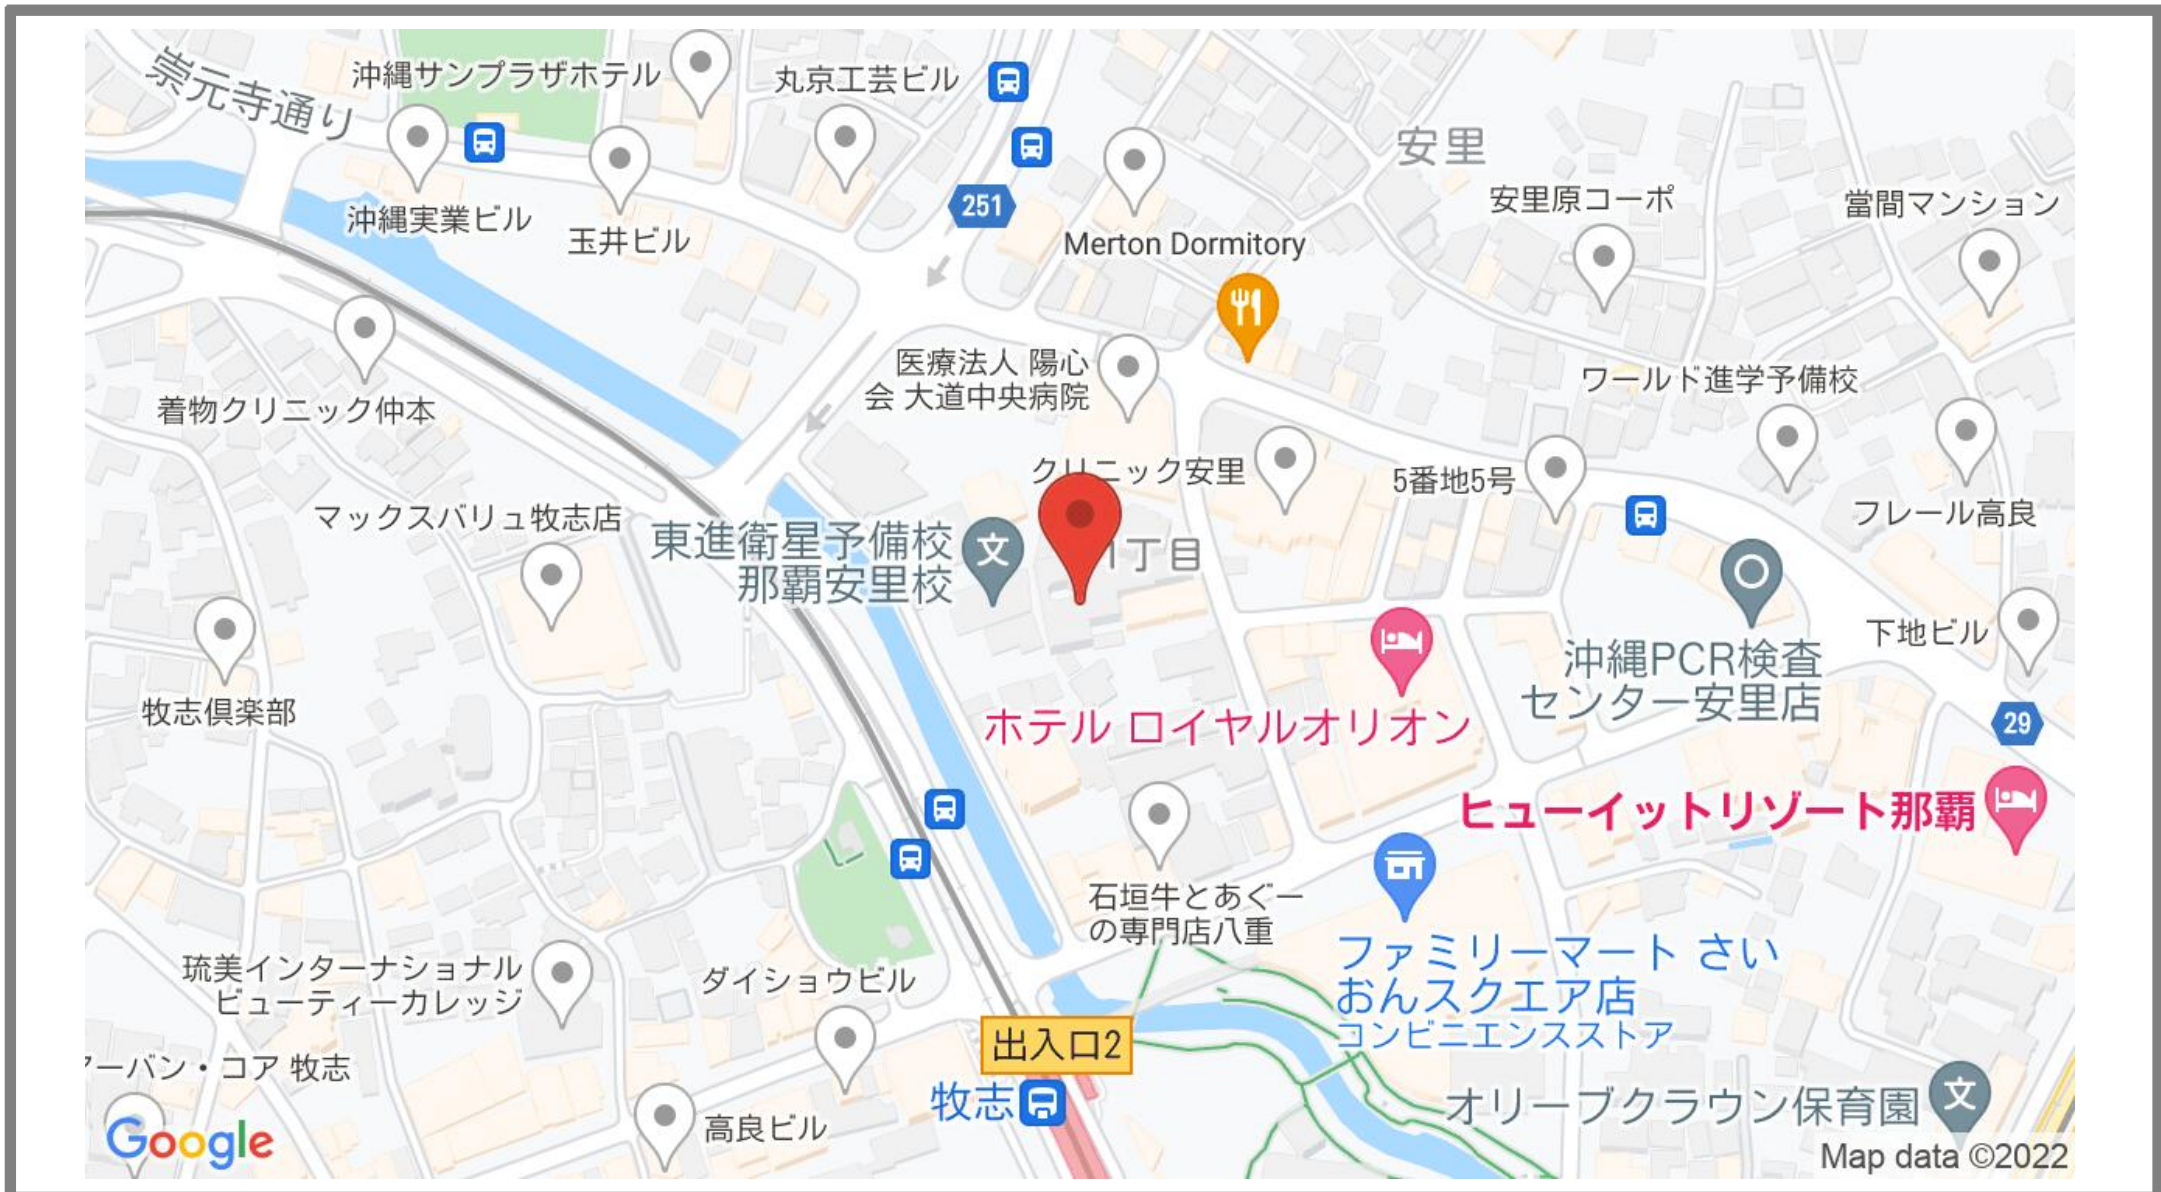 崇元寺通り
沖縄サンプラザホテル
丸京工芸ビル
安里
251
沖縄実業ビル
玉井ビル
Merton Dormitory
安里原コーポ
當間マンション
医療法人 陽心
会 大道中央病院
着物クリニック仲本
ワールド進学予備校
クリニック安里
5番地5号
フレール高良
マックスバリュ牧志店
東進衛星予備校
那覇安里校
文
1丁目
下地ビル
沖縄PCR検査
センター安里店
牧志倶楽部
ホテル ロイヤルオリオン
29
ヒューイットリゾート那覇
石垣牛とあぐー
の専門店八重
ファミリーマート さい
おんスクエア店
コンビニエンスストア
琉美インターナショナル
ビューティーカレッジ
ダイショウビル
出入口2
牧志
アーバン・コア 牧志
高良ビル
オリーブクラウン保育園
文
Google
Map data ©2022